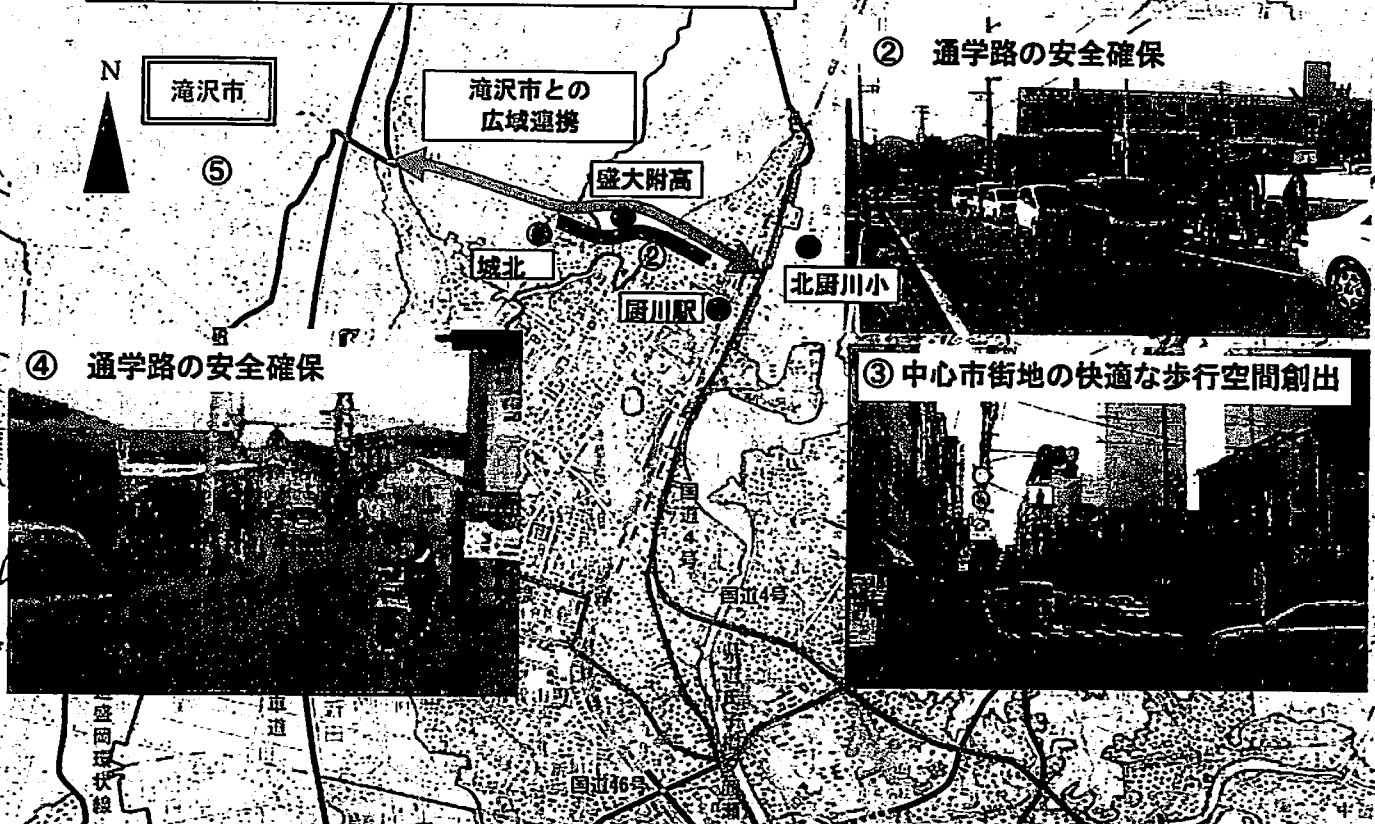 N
滝沢市
滝沢市との
広域連携
⑤
盛大附高
城北
②
厨川駅
北厨川小
② 通学路の安全確保
④ 通学路の安全確保
③ 中心市街地の快適な歩行空間創出
国道4号
国道4号
盛岡環状線
国道46号